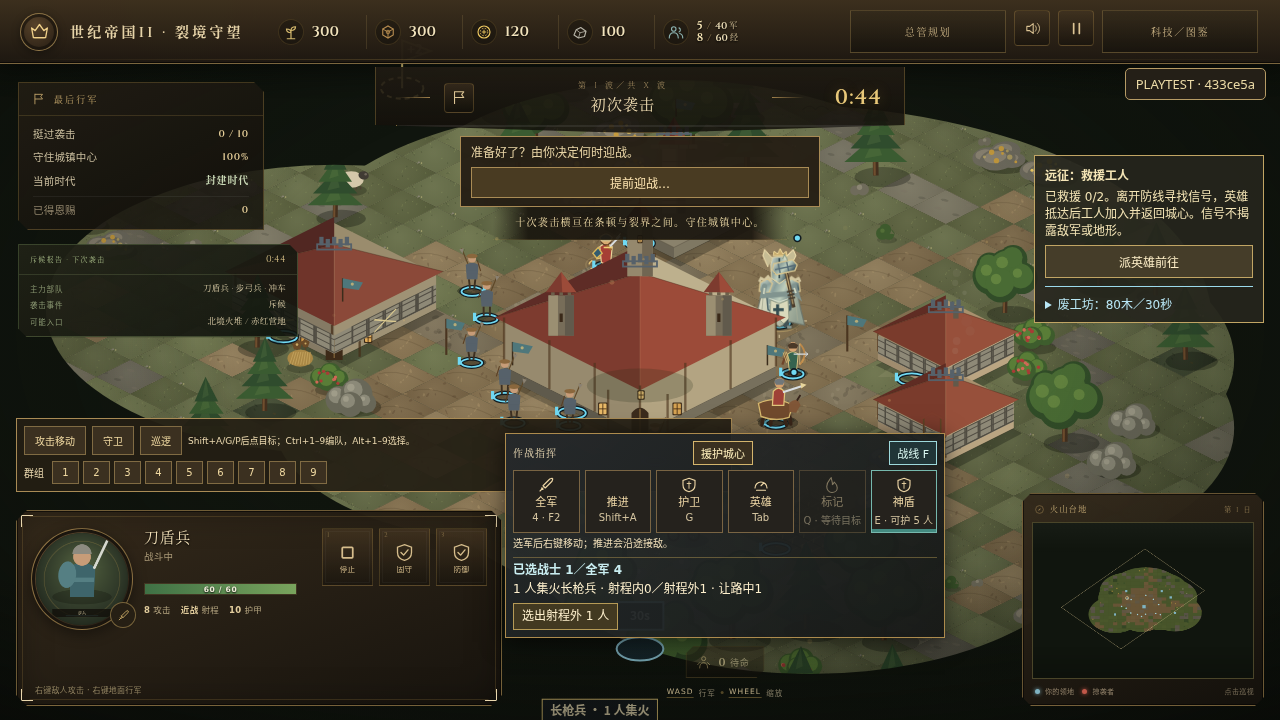 世纪帝国II · 裂境守望
300
300
120
100
5 / 40 军
8 / 60 经
总管规划
科技／图鉴
PLAYTEST · 433ce5a
最后行军
挺过袭击 0 / 10
守住城镇中心 100%
当前时代 封建时代
已得恩赐 0
第 I 波／共 X 波
初次袭击
0:44
准备好了？由你决定何时迎战。
提前迎战…
十次袭击横亘在条顿与裂界之间。守住城镇中心。
远征：救援工人
已救援 0/2。离开防线寻找信号，英雄
抵达后工人加入并返回城心。信号不揭
露敌军或地形。
派英雄前往
▶ 废工坊：80木／30秒
斥候报告 · 下次袭击 0:44
主力部队 刀盾兵 · 步弓兵 · 冲车
袭击事件 斥候
可能入口 北境火堆 / 赤红营地
攻击移动 守卫 巡逻 Shift+A/G/P后点目标；Ctrl+1–9编队，Alt+1–9选择。
群组 1 2 3 4 5 6 7 8 9
作战指挥 援护城心 战线 F
全军 推进 护卫 英雄 标记 神盾
4 · F2 Shift+A G Tab Q · 等待目标 E · 可护 5 人
选军后右键移动；推进会沿途接敌。
已选战士 1／全军 4
1 人集火长枪兵 · 射程内0／射程外1 · 让路中1
选出射程外 1 人
30s
刀盾兵
战斗中
60 / 60
8 攻击 近战 射程 10 护甲
1 停止
2 固守
3 防御
右键敌人攻击 · 右键地面行军
0 待命
WASD 行军 + WHEEL 缩放
长枪兵 · 1 人集火
火山台地 第 1 日
你的领地 掠袭者 点击巡视